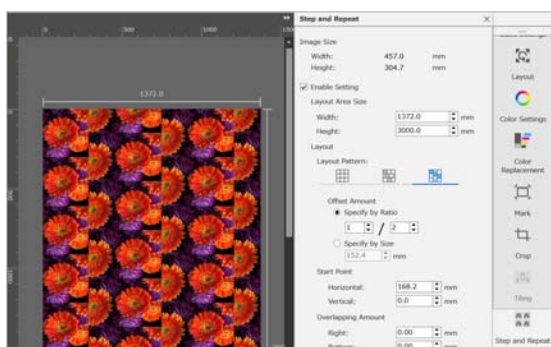 Step and Repeat
Image Size
Width: 457.0 mm
Height: 304.7 mm
Enable Setting
Layout Area Size
Width: 1372.0 mm
Height: 3000.0 mm
Layout
Layout Pattern:
Offset Amount
Specify by Ratio
1 / 2
Specify by Size
152.4 mm
Start Point
Horizontal: 168.2 mm
Vertical: 0.0 mm
Overlapping Amount
Right: 0.00 mm
0.00 mm
0 500 1000
1372.0
Layout
Color Settings
Color
Replacement
Mark
Crop
Tiling
Step and Repeat